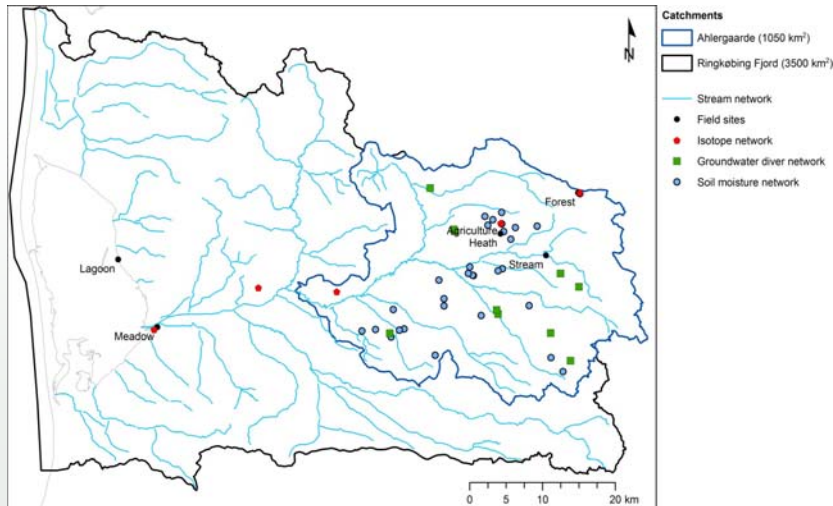 Catchments
Ahlergaarde (1050 km²)
Ringkøbing Fjord (3500 km²)
Stream network
Field sites
Isotope network
Groundwater diver network
Soil moisture network
N
Forest
Agriculture
Heath
Stream
Lagoon
Meadow
0 5 10 20 km